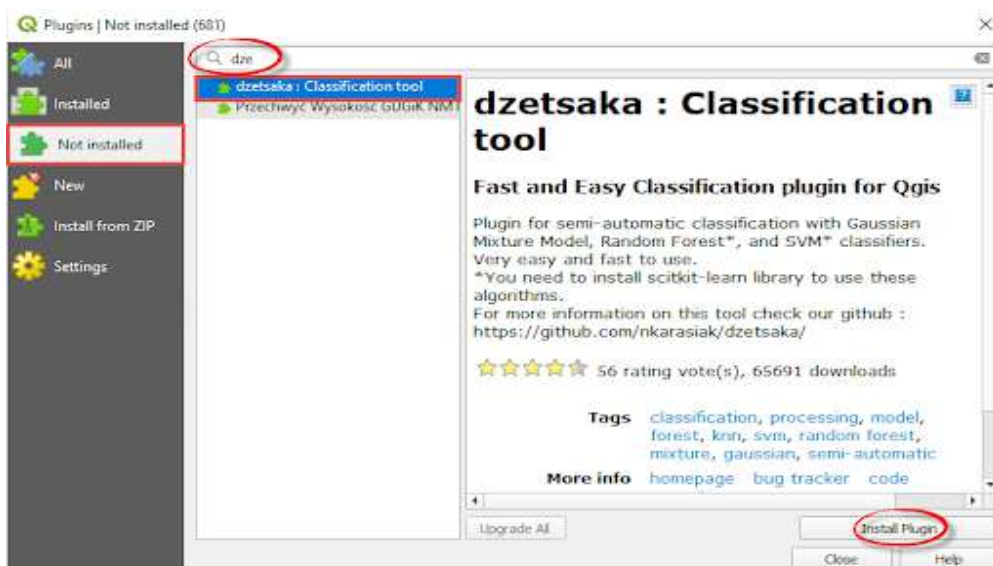 Plugins | Not installed (681)
All
Installed
Not installed
New
Install from ZIP
Settings
dze
dzetsaka : Classification tool
Przechwyć Wysokość GUGiK NMT
dzetsaka : Classification
tool
Fast and Easy Classification plugin for Qgis
Plugin for semi-automatic classification with Gaussian
Mixture Model, Random Forest*, and SVM* classifiers.
Very easy and fast to use.
*You need to install scitkit-learn library to use these
algorithms.
For more information on this tool check our github :
https://github.com/nkarasiak/dzetsaka/
56 rating vote(s), 65691 downloads
Tags classification, processing, model,
forest, knn, svm, random forest,
mixture, gaussian, semi-automatic
More info homepage bug tracker code
Upgrade All
Install Plugin
Close Help